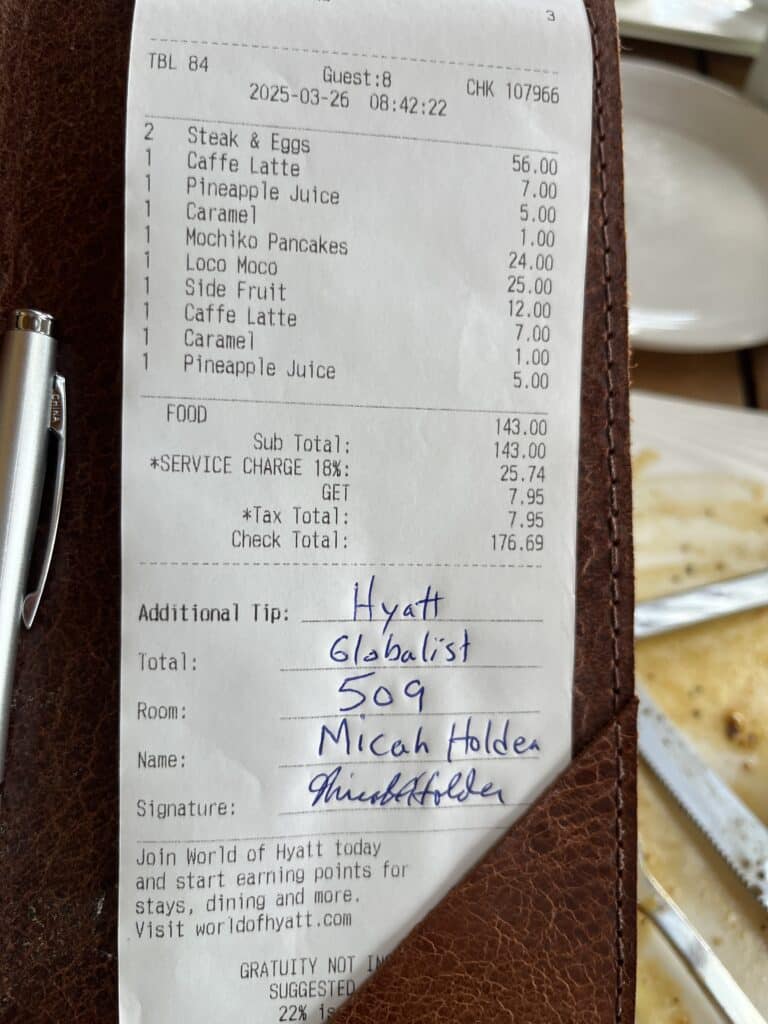 3
TBL 84 Guest:8 CHK 107966
2025-03-26 08:42:22
2 Steak & Eggs 56.00
1 Caffe Latte 7.00
1 Pineapple Juice 5.00
1 Caramel 1.00
1 Mochiko Pancakes 24.00
1 Loco Moco 25.00
1 Side Fruit 12.00
1 Caffe Latte 7.00
1 Caramel 1.00
1 Pineapple Juice 5.00
FOOD 143.00
Sub Total: 143.00
*SERVICE CHARGE 18%: 25.74
GET 7.95
*Tax Total: 7.95
Check Total: 176.69
Additional Tip: Hyatt
Total: Globalist
Room: 509
Name: Micah Holden
Signature: Micah Holden
Join World of Hyatt today
and start earning points for
stays, dining and more.
Visit worldofhyatt.com
GRATUITY NOT IN
SUGGESTED
22% is
CHINA